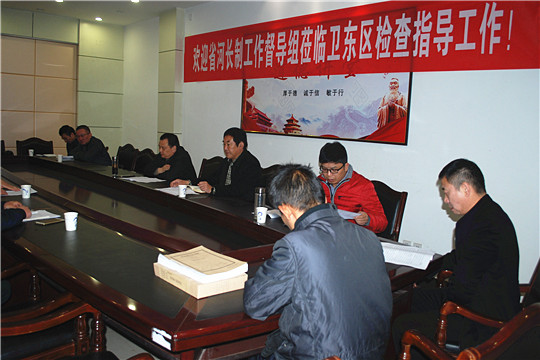 欢迎省河长制工作督导组莅临卫东区检查指导工作！
厚于德 诚于信 敏于行